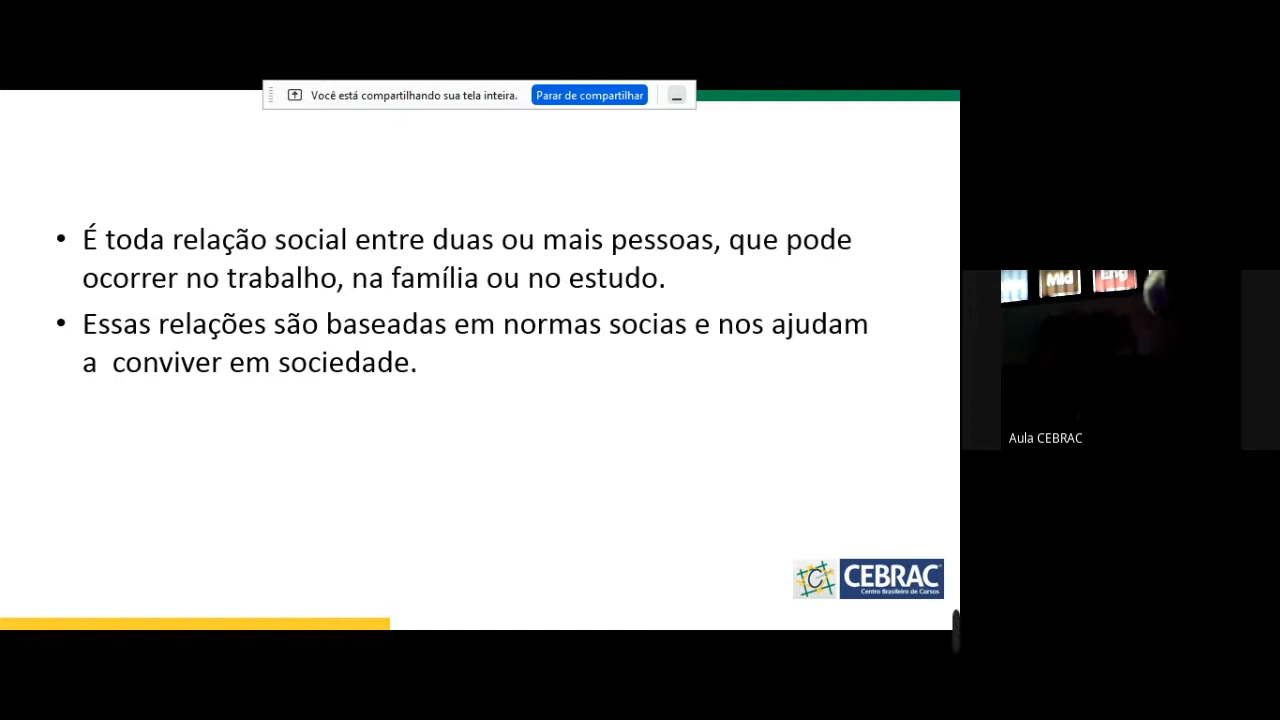 Você está compartilhando sua tela inteira.
Parar de compartilhar
• É toda relação social entre duas ou mais pessoas, que pode
ocorrer no trabalho, na família ou no estudo.
• Essas relações são baseadas em normas socias e nos ajudam
a  conviver em sociedade.
Mid
Eng
Aula CEBRAC
C
CEBRAC
Centro Brasileiro de Cursos